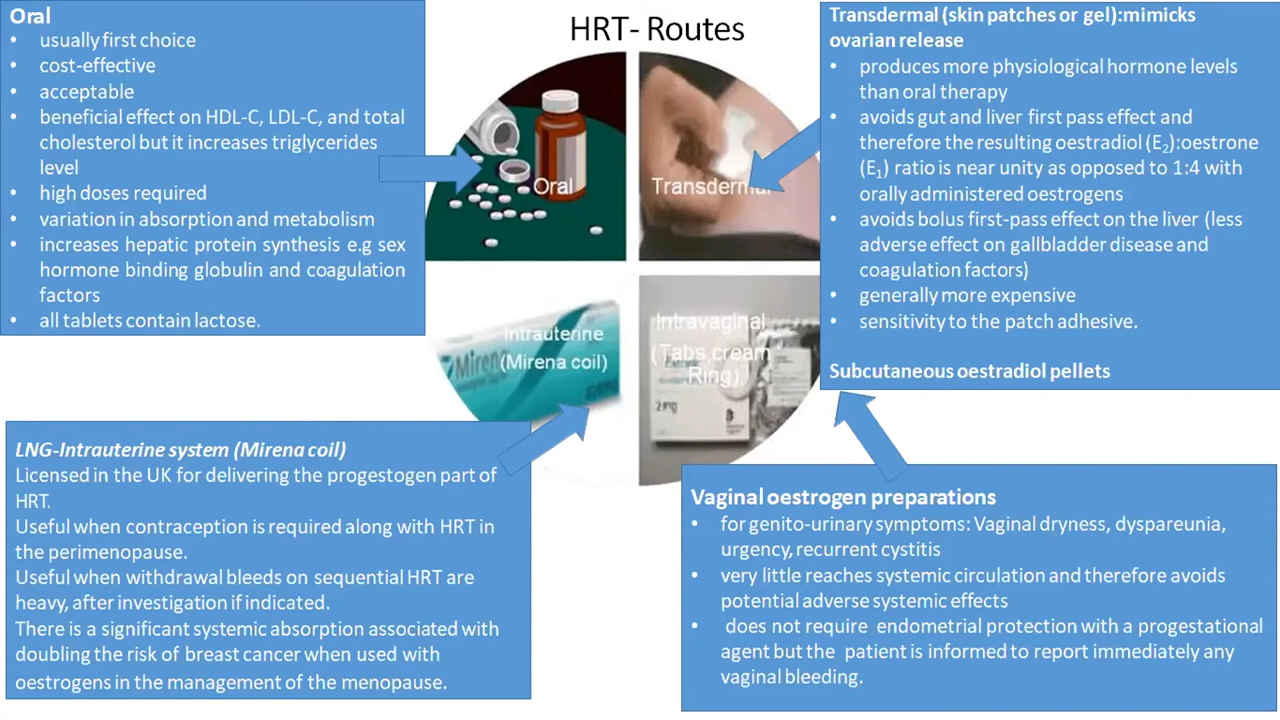 HRT- Routes
Oral
• usually first choice
• cost-effective
• acceptable
• beneficial effect on HDL-C, LDL-C, and total
cholesterol but it increases triglycerides
level
• high doses required
• variation in absorption and metabolism
• increases hepatic protein synthesis e.g sex
hormone binding globulin and coagulation
factors
• all tablets contain lactose.
Oral
Transdermal
Transdermal (skin patches or gel):mimicks
ovarian release
• produces more physiological hormone levels
than oral therapy
• avoids gut and liver first pass effect and
therefore the resulting oestradiol (E₂):oestrone
(E₁) ratio is near unity as opposed to 1:4 with
orally administered oestrogens
• avoids bolus first-pass effect on the liver (less
adverse effect on gallbladder disease and
coagulation factors)
• generally more expensive
• sensitivity to the patch adhesive.
Subcutaneous oestradiol pellets
Intrauterine
(Mirena coil)
Mirena
Intravaginal
(Tabs,cream
Ring)
2mg
LNG-Intrauterine system (Mirena coil)
Licensed in the UK for delivering the progestogen part of
HRT.
Useful when contraception is required along with HRT in
the perimenopause.
Useful when withdrawal bleeds on sequential HRT are
heavy, after investigation if indicated.
There is a significant systemic absorption associated with
doubling the risk of breast cancer when used with
oestrogens in the management of the menopause.
Vaginal oestrogen preparations
• for genito-urinary symptoms: Vaginal dryness, dyspareunia,
urgency, recurrent cystitis
• very little reaches systemic circulation and therefore avoids
potential adverse systemic effects
• does not require endometrial protection with a progestational
agent but the patient is informed to report immediately any
vaginal bleeding.